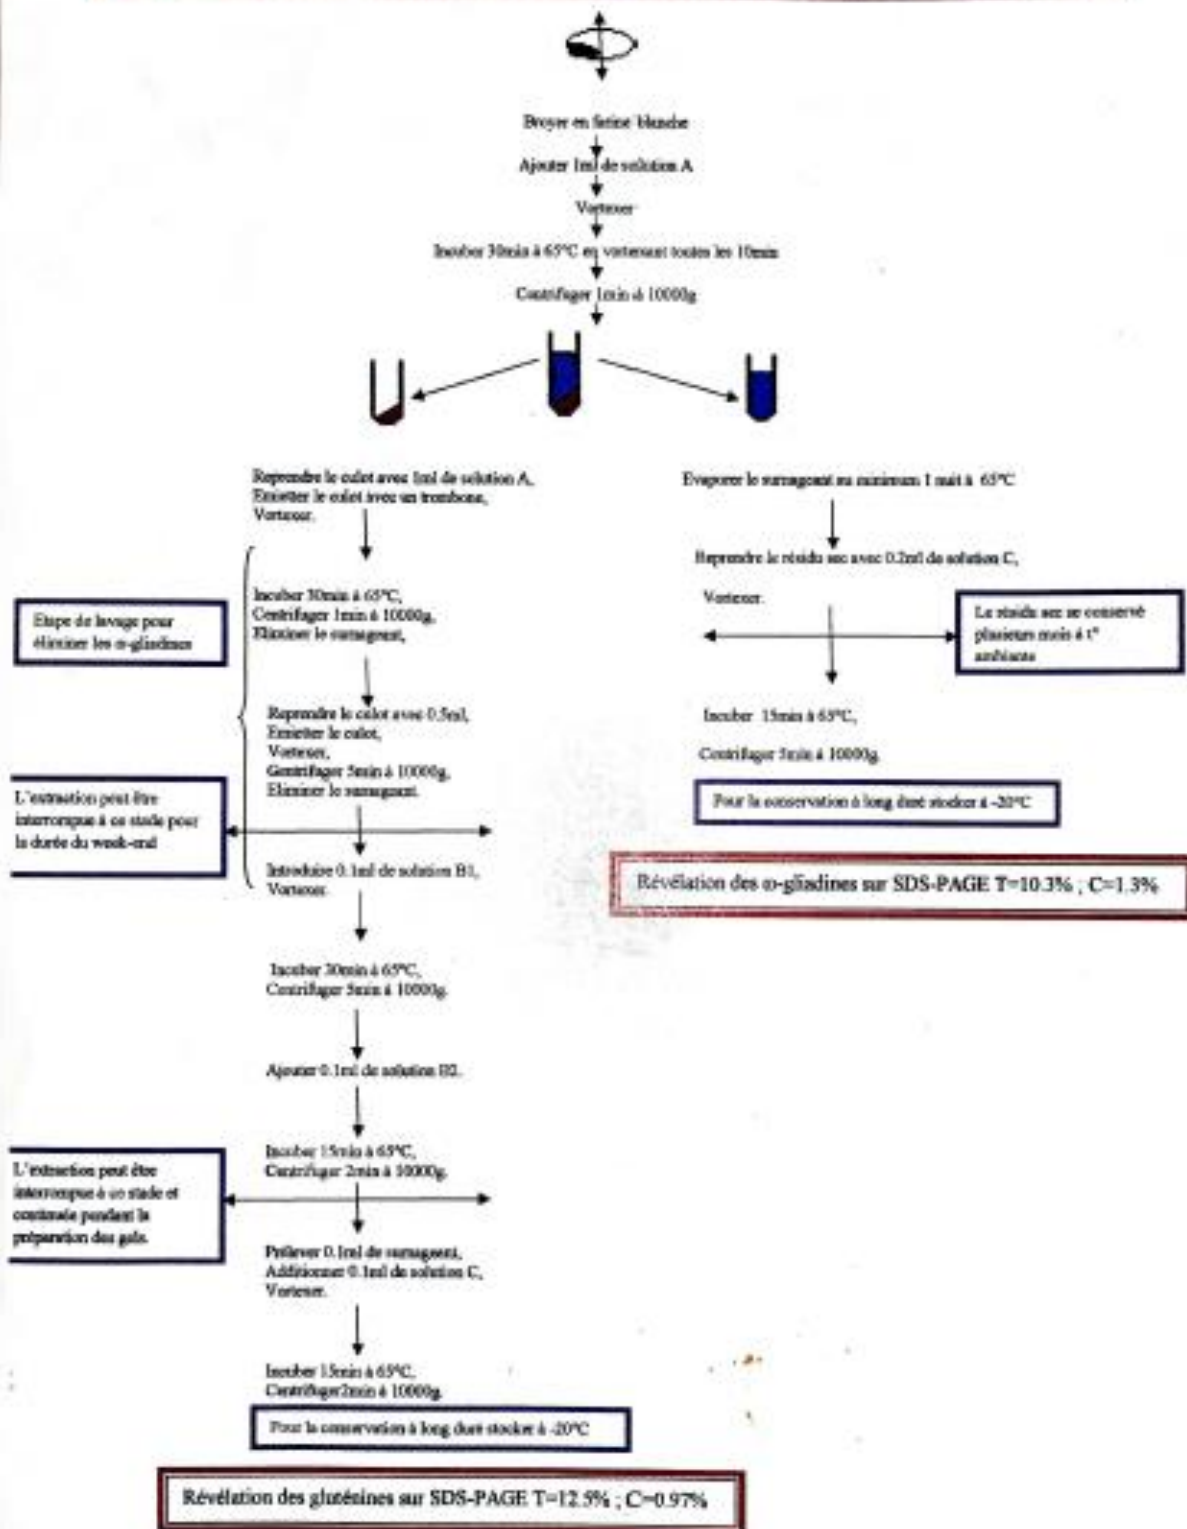 Broyer en farine blanche
Ajouter 1ml de solution A
Vortexer
Incuber 30min à 65°C en vortexant toutes les 10min
Centrifuger 1min à 10000g
Reprendre le culot avec 1ml de solution A,
Emietter le culot avec un trombone,
Vortexer.
Incuber 30min à 65°C,
Centrifuger 1min à 10000g,
Eliminer le surnageant,
Etape de lavage pour
éliminer les ω-gliadines
Reprendre le culot avec 0.5ml,
Emietter le culot,
Vortexer,
Centrifuger 5min à 10000g,
Eliminer le surnageant.
L'extraction peut être
interrompue à ce stade pour
la durée du week-end
Introduire 0.1ml de solution B1,
Vortexer.
Incuber 30min à 65°C,
Centrifuger 5min à 10000g.
Ajouter 0.1ml de solution B2.
Incuber 15min à 65°C,
Centrifuger 2min à 10000g.
L'extraction peut être
interrompue à ce stade et
continuée pendant la
préparation des gels.
Prélever 0.1ml de surnageant,
Additionner 0.1ml de solution C,
Vortexer.
Incuber 15min à 65°C,
Centrifuger2min à 10000g.
Pour la conservation à long duré stocker à -20°C
Révélation des gluténines sur SDS-PAGE T=12.5% ; C=0.97%
Evaporer le surnageant au minimum 1 nuit à 65°C
Reprendre le résidu sec avec 0.2ml de solution C,
Vortexer.
Le résidu sec se conservé
plusieurs mois à t°
ambiante
Incuber 15min à 65°C,
Centrifuger 5min à 10000g.
Pour la conservation à long duré stocker à -20°C
Révélation des ω-gliadines sur SDS-PAGE T=10.3% ; C=1.3%